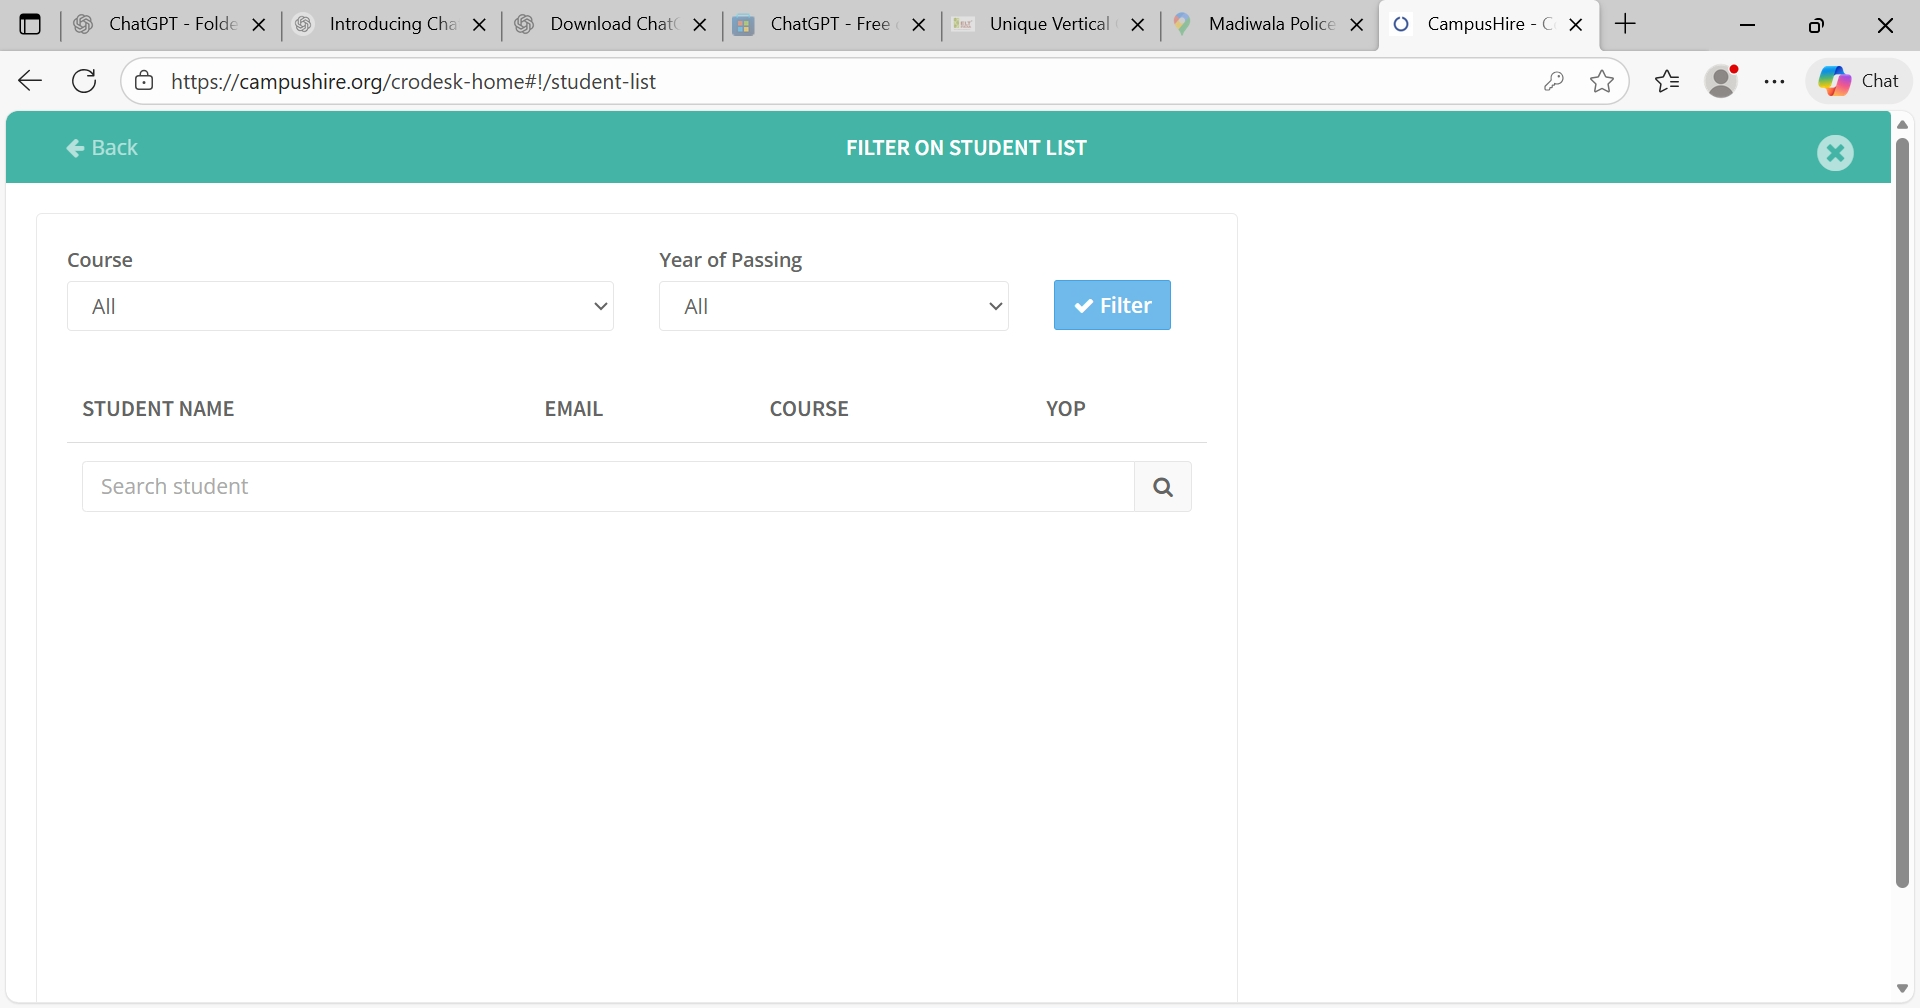 ChatGPT - Folde
Introducing Cha
Download Chat
ChatGPT - Free
Unique Vertical
Madiwala Police
CampusHire - C
https://campushire.org/crodesk-home#!/student-list
Chat
Back
FILTER ON STUDENT LIST
Course
Year of Passing
All
All
Filter
STUDENT NAME
EMAIL
COURSE
YOP
Search student